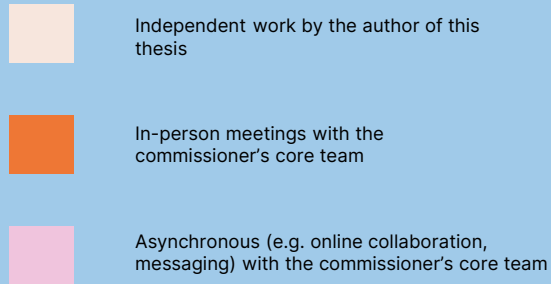 Independent work by the author of this
thesis
In-person meetings with the
commissioner’s core team
Asynchronous (e.g. online collaboration,
messaging) with the commissioner’s core team